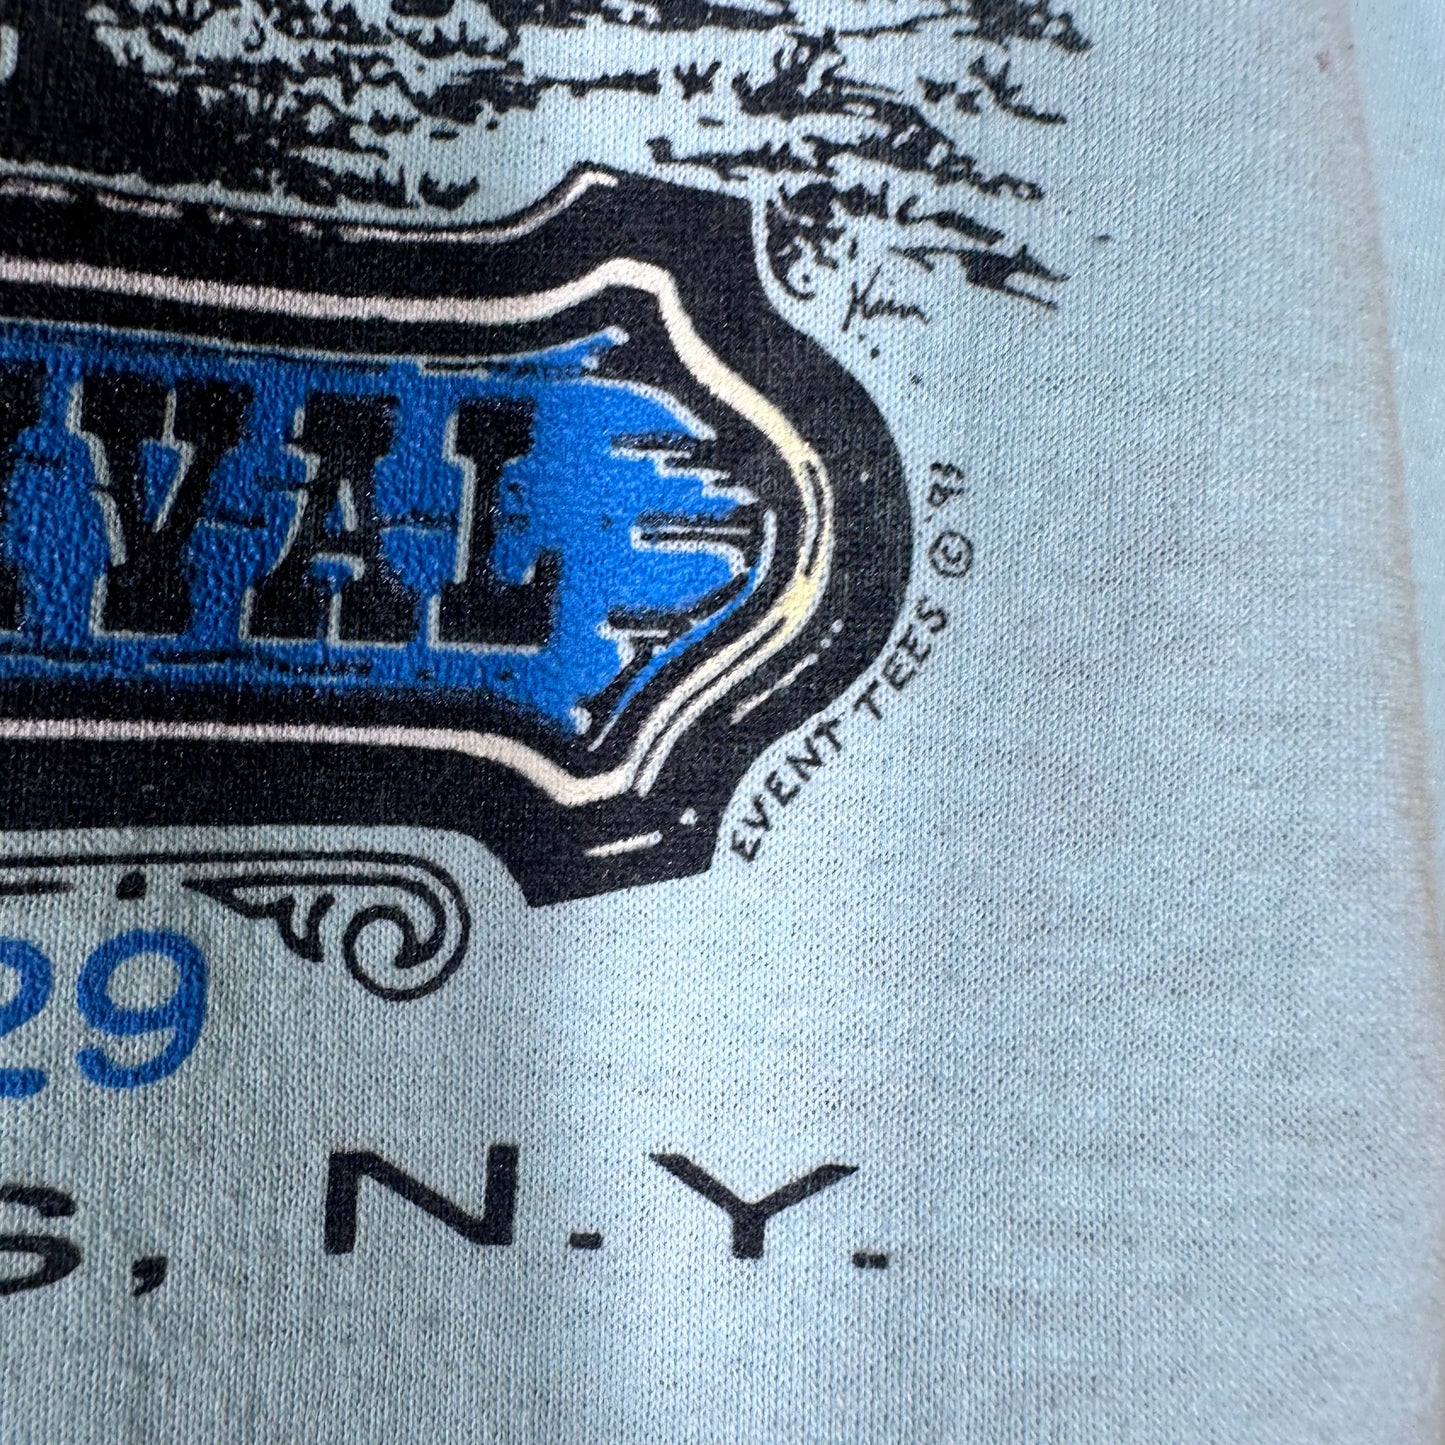 VAL
EVENT TEES © '93
29
S, N.Y.